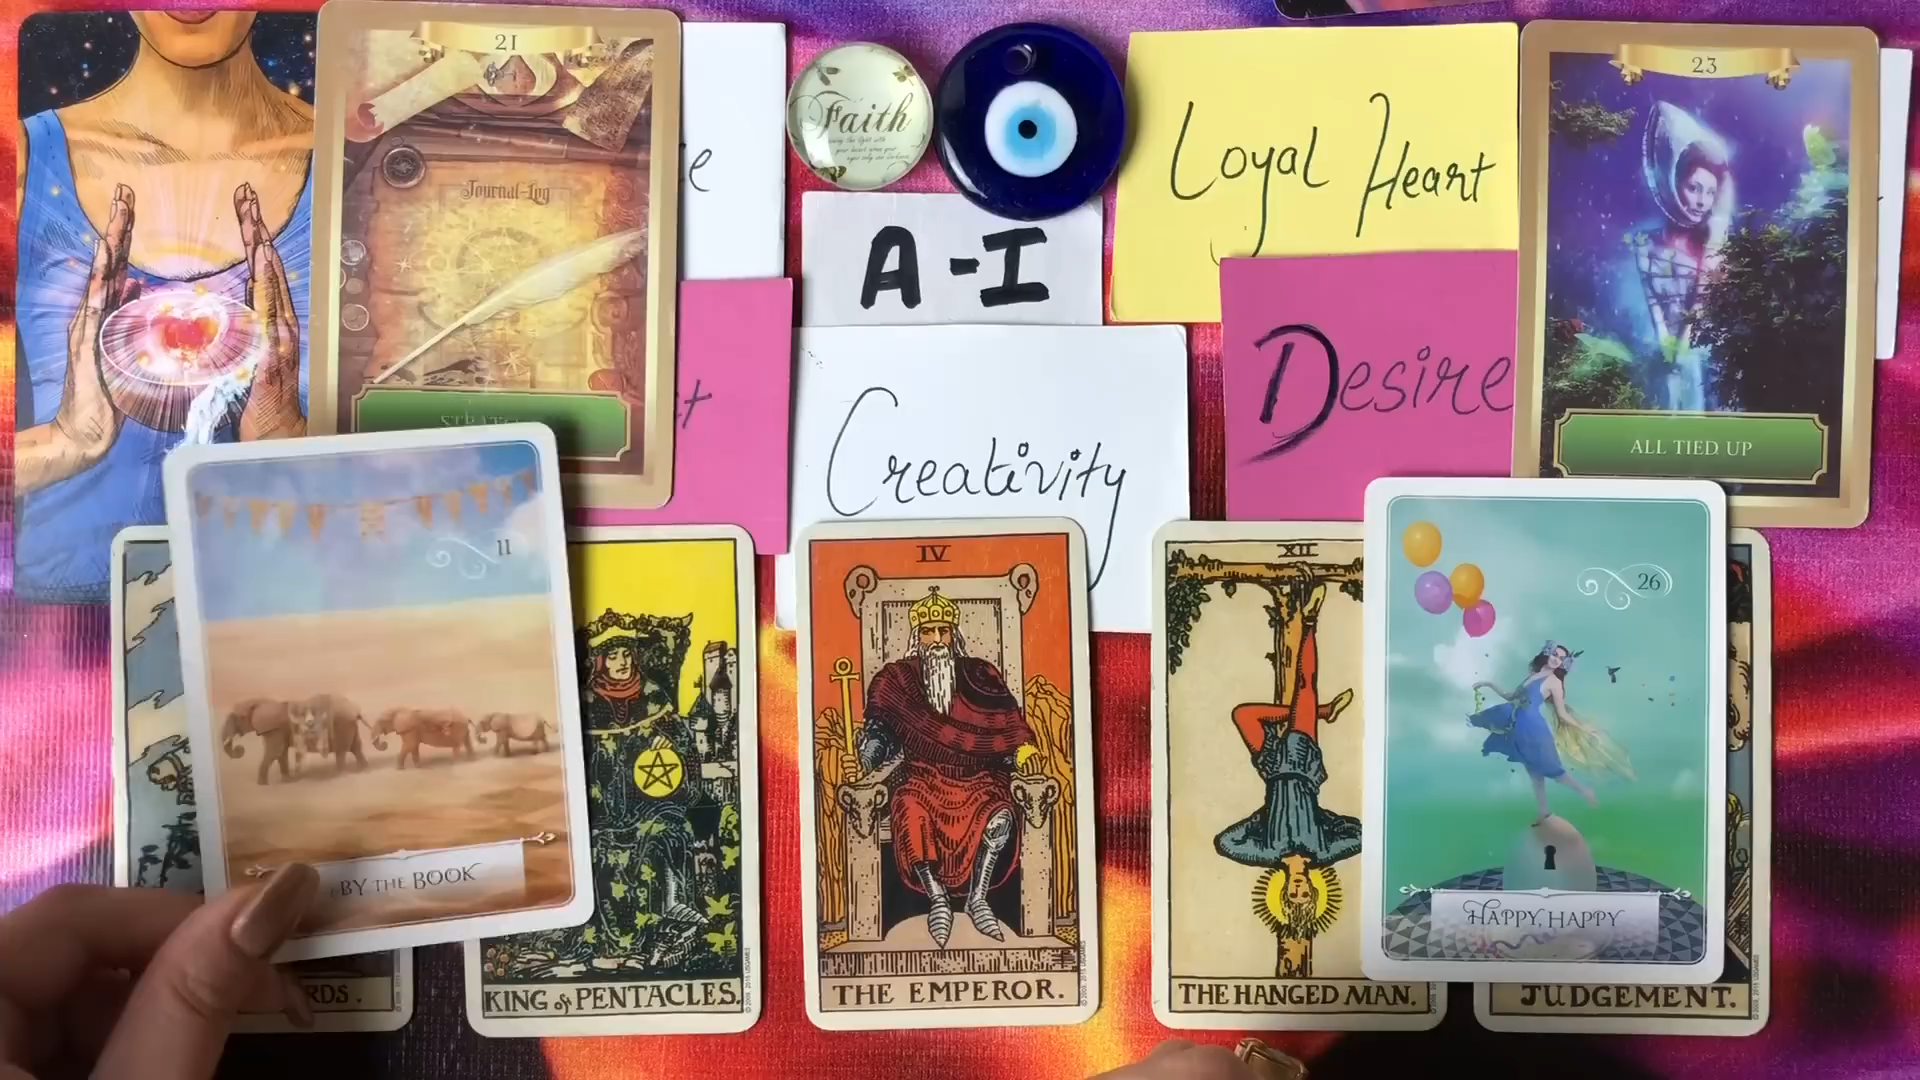 21
Journal-Log
Faith
A-I
Loyal Heart
Desire
Creativity
23
ALL TIED UP
11
BY THE BOOK
KING of PENTACLES.
IV
THE EMPEROR.
XII
THE HANGED MAN.
26
HAPPY, HAPPY
JUDGEMENT.